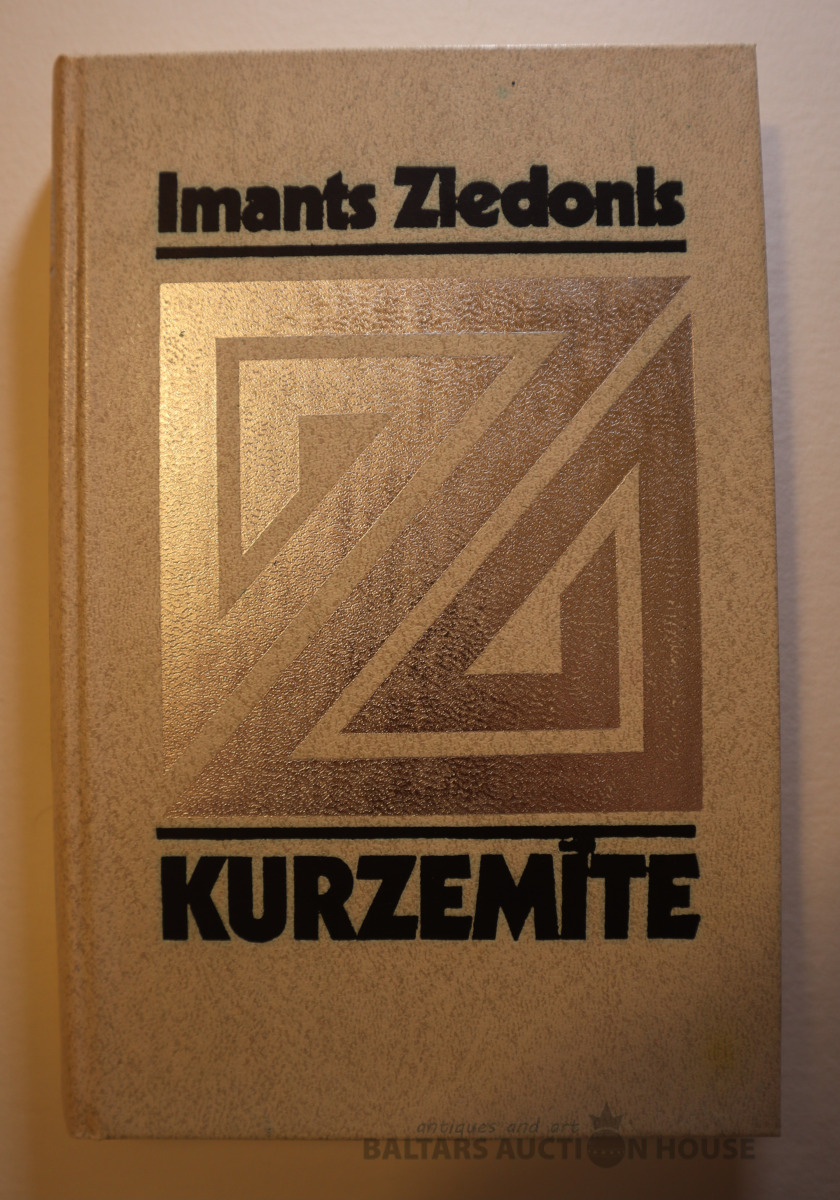 Imants Ziedonis
KURZEMĪTE
antiques and art
BALTARS AUCTION HOUSE